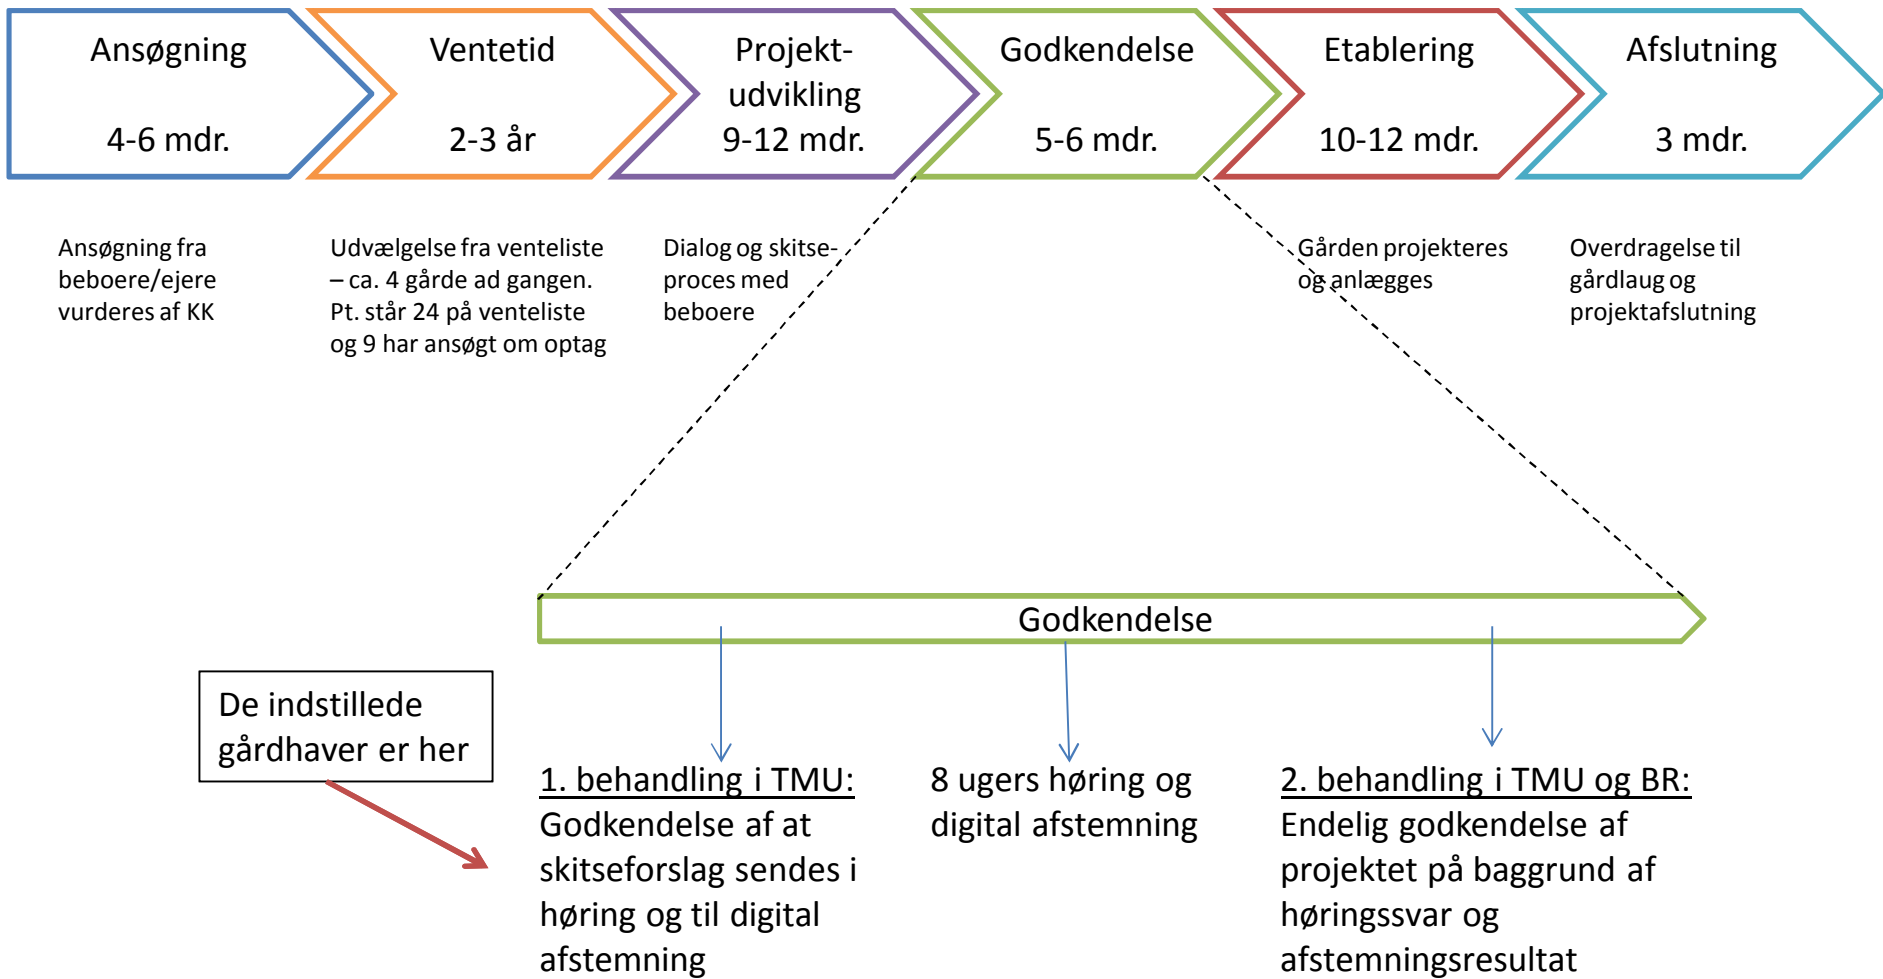 Ansøgning
4-6 mdr.
Ventetid
2-3 år
Projekt-
udvikling
9-12 mdr.
Godkendelse
5-6 mdr.
Etablering
10-12 mdr.
Afslutning
3 mdr.
Ansøgning fra
beboere/ejere
vurderes af KK
Udvælgelse fra venteliste
– ca. 4 gårde ad gangen.
Pt. står 24 på venteliste
og 9 har ansøgt om optag
Dialog og skitse-
proces med
beboere
Gården projekteres
og anlægges
Overdragelse til
gårdlaug og
projektafslutning
Godkendelse
De indstillede
gårdhaver er her
1. behandling i TMU:
Godkendelse af at
skitseforslag sendes i
høring og til digital
afstemning
8 ugers høring og
digital afstemning
2. behandling i TMU og BR:
Endelig godkendelse af
projektet på baggrund af
høringssvar og
afstemningsresultat